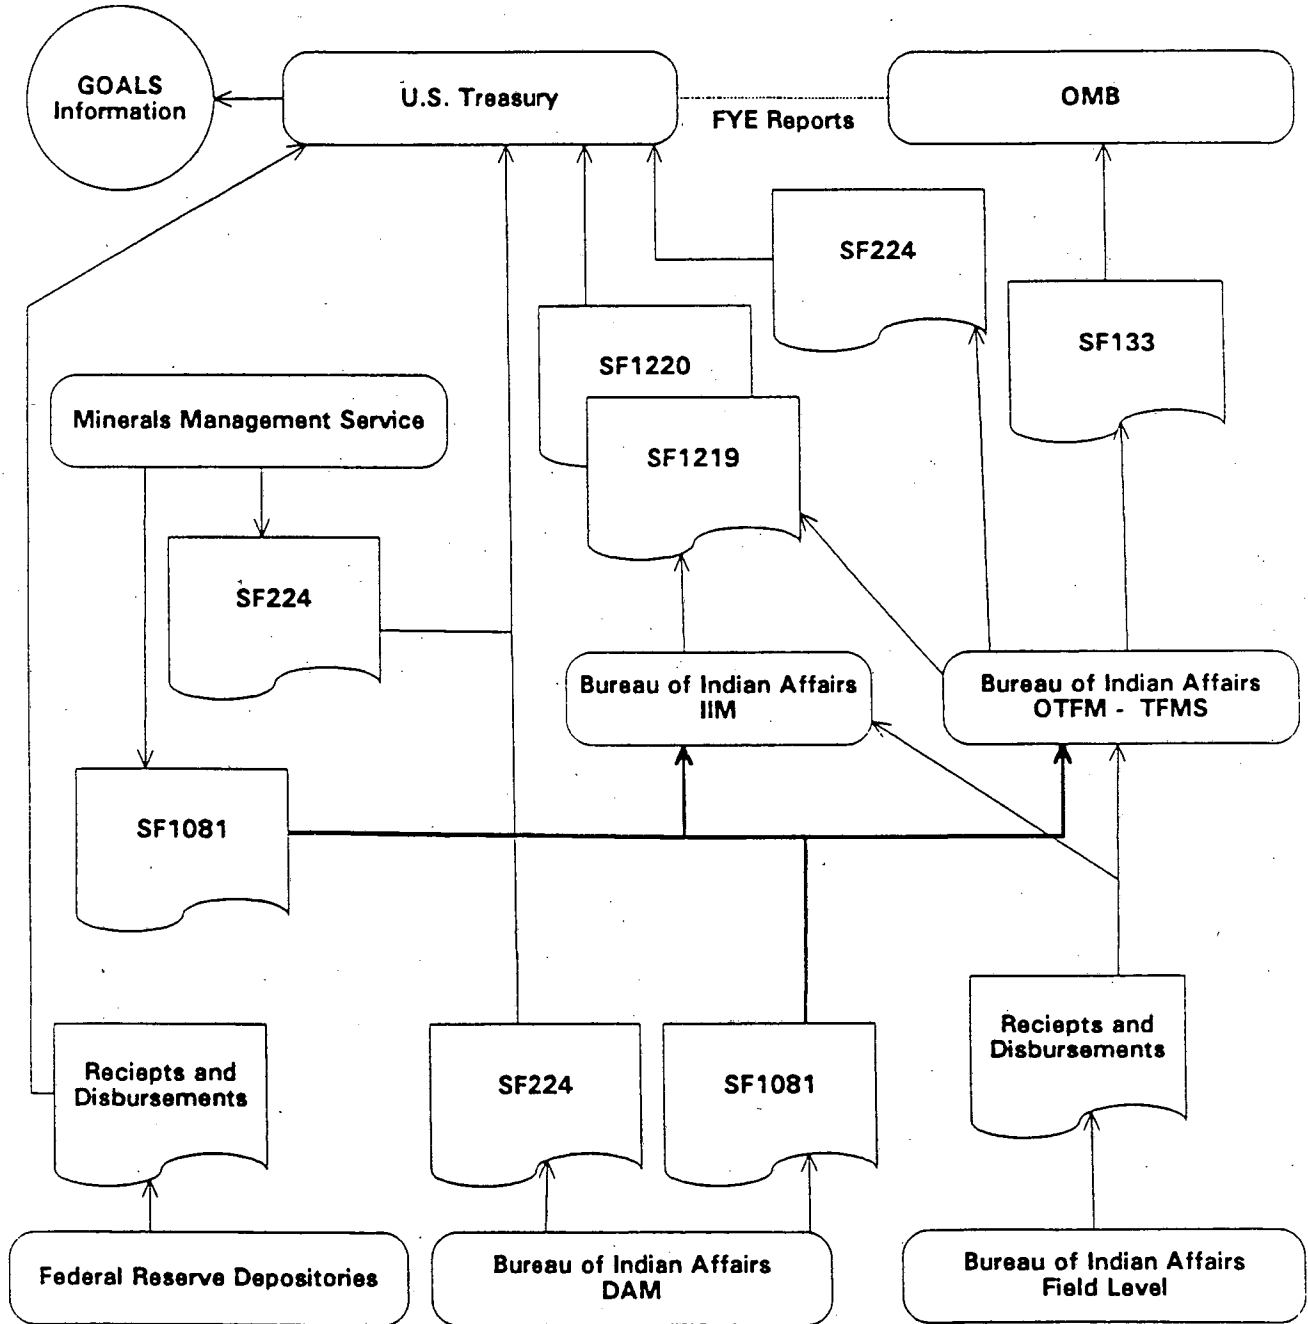 GOALS
Information
U.S. Treasury
FYE Reports
OMB
SF224
SF133
SF1220
SF1219
Minerals Management Service
SF224
Bureau of Indian Affairs
IIM
Bureau of Indian Affairs
OTFM - TFMS
SF1081
Reciepts and
Disbursements
SF224
SF1081
Reciepts and
Disbursements
Federal Reserve Depositories
Bureau of Indian Affairs
DAM
Bureau of Indian Affairs
Field Level